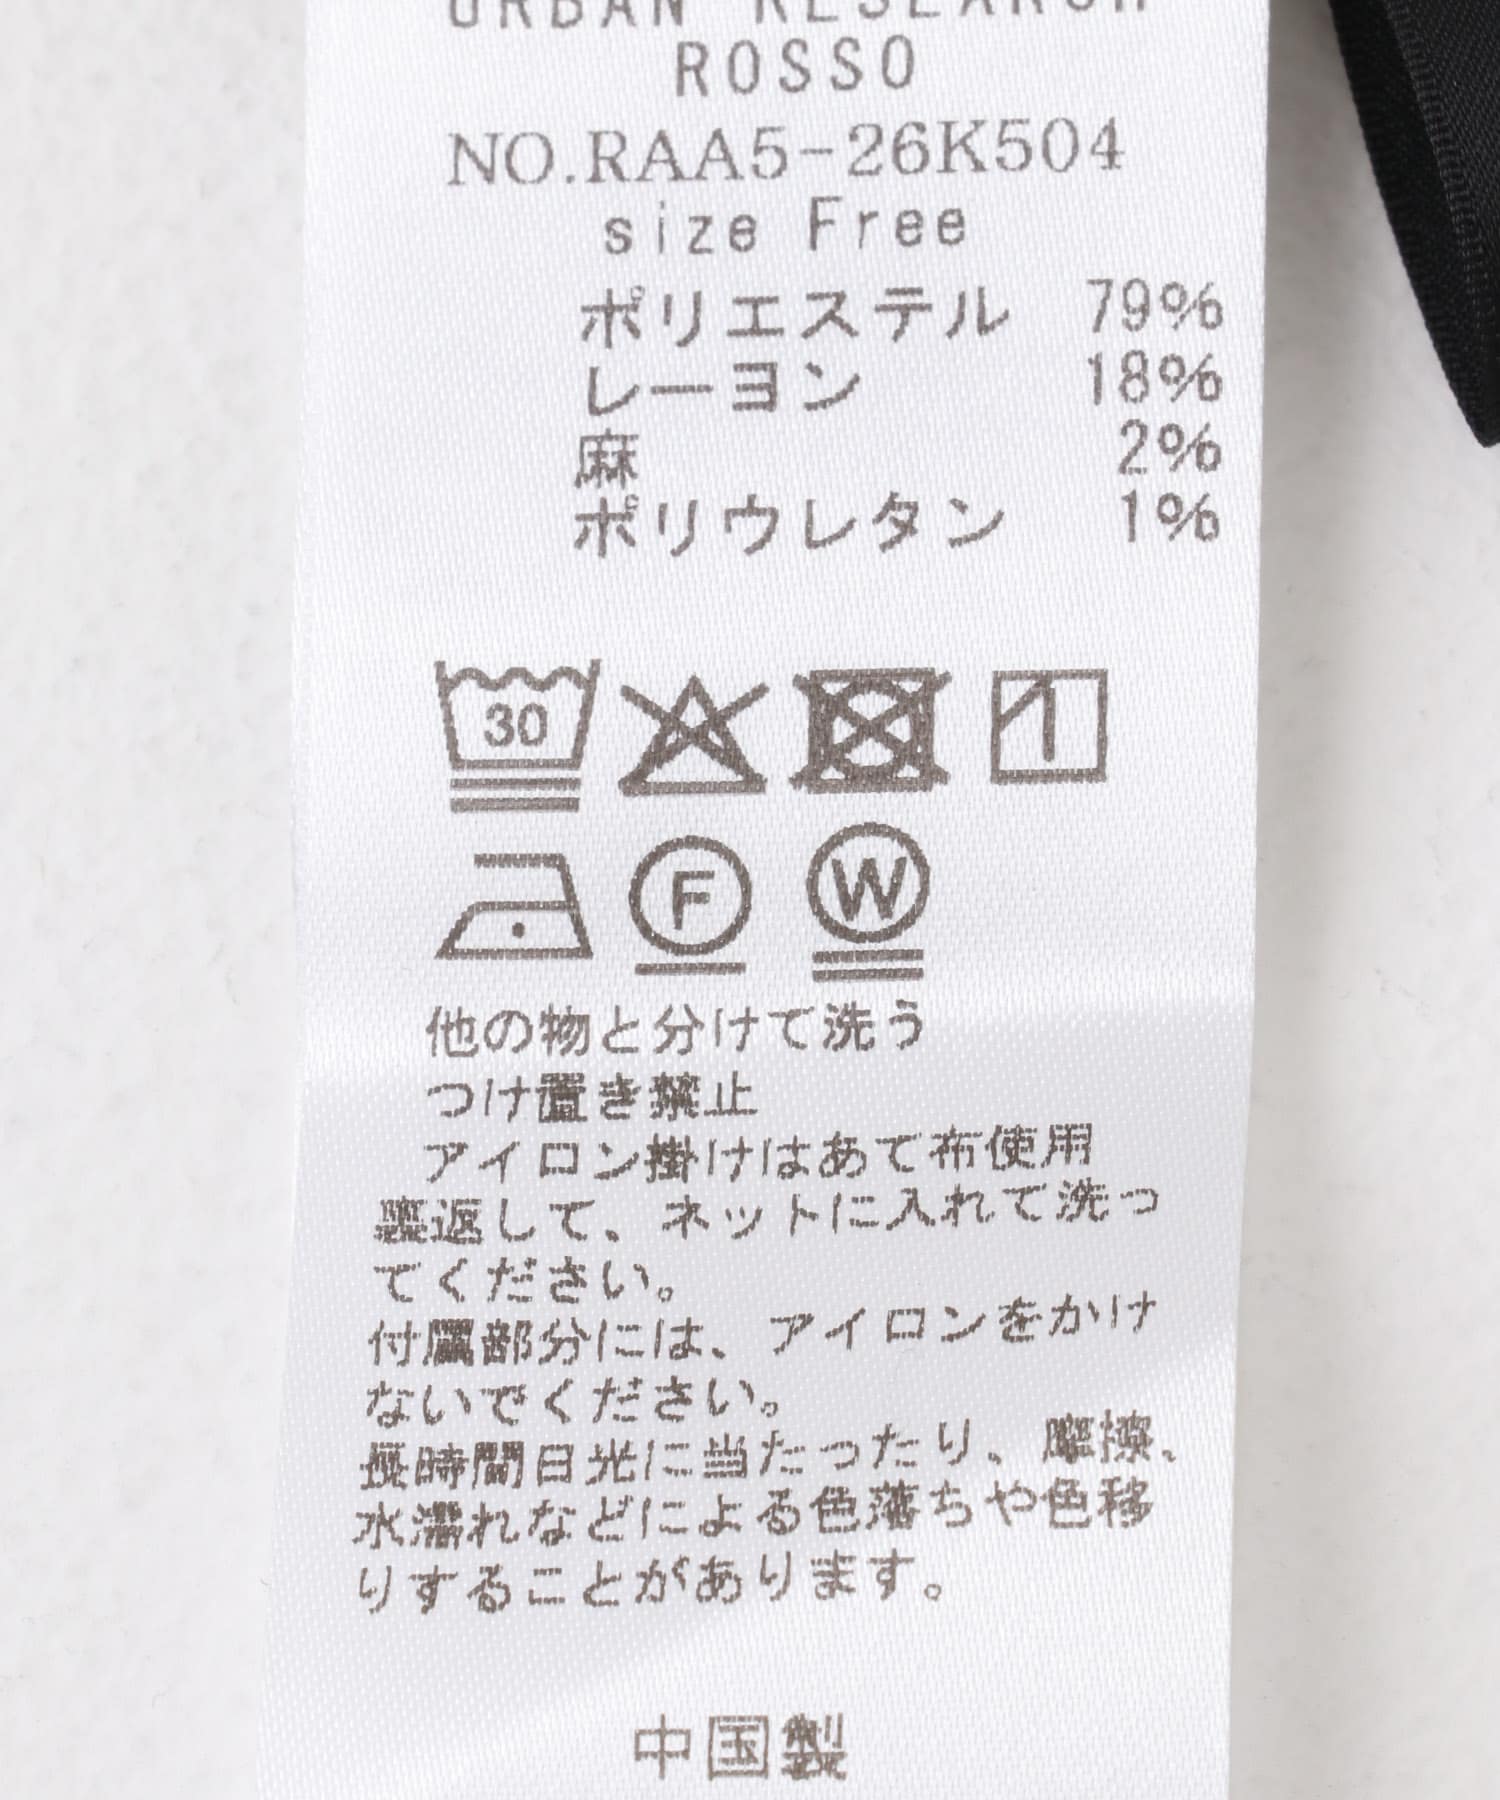 URBAN RESEARCH
ROSSO
NO.RAA5-26K504
size Free
ポリエステル 79%
レーヨン 18%
麻 2%
ポリウレタン 1%
30
F
W
他の物と分けて洗う
つけ置き禁止
アイロン掛けはあて布使用
裏返して、ネットに入れて洗っ
てください。
付属部分には、アイロンをかけ
ないでください。
長時間日光に当たったり、摩擦、
水濡れなどによる色落ちや色移
りすることがあります。
中国製